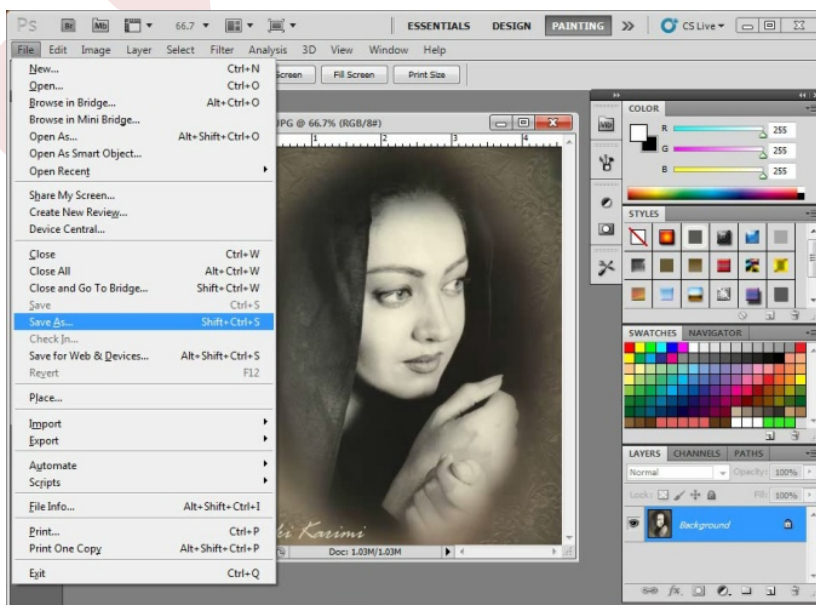 PS Br Mb 66.7 ESSENTIALS DESIGN PAINTING CS Live
File Edit Image Layer Select Filter Analysis 3D View Window Help
Screen Fill Screen Print Size
New... Ctrl+N
Open... Ctrl+O
Browse in Bridge... Alt+Ctrl+O
Browse in Mini Bridge...
Open As... Alt+Shift+Ctrl+O
Open As Smart Object...
Open Recent
Share My Screen...
Create New Review...
Device Central...
Close Ctrl+W
Close All Alt+Ctrl+W
Close and Go To Bridge... Shift+Ctrl+W
Save Ctrl+S
Save As... Shift+Ctrl+S
Check In...
Save for Web & Devices... Alt+Shift+Ctrl+S
Revert F12
Place...
Import
Export
Automate
Scripts
File Info... Alt+Shift+Ctrl+I
Print... Ctrl+P
Print One Copy Alt+Shift+Ctrl+P
Exit Ctrl+Q
JPG @ 66.7% (RGB/8#)
1 2 3 4
Karimi
Doc: 1.03M/1.03M
Mb
COLOR
R 255
G 255
B 255
STYLES
SWATCHES NAVIGATOR
LAYERS CHANNELS PATHS
Normal Opacity: 100%
Lock: Fill: 100%
Background
fx